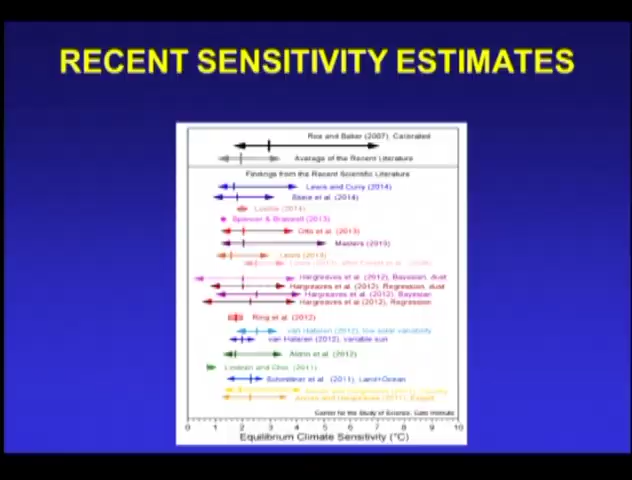 RECENT SENSITIVITY ESTIMATES
Roe and Baker (2007), Calibrated
Average of the Recent Literature
Findings from the Recent Scientific Literature
Lewis and Curry (2014)
Skeie et al. (2014)
Loehle (2014)
Spencer & Braswell (2013)
Otto et al. (2013)
Masters (2013)
Lewis (2013)
Hargreaves et al. (2012), Bayesian, dust
Hargreaves et al. (2012), Regression, dust
Hargreaves et al. (2012), Bayesian
Hargreaves et al. (2012), Regression
Ring et al. (2012)
van Hateren (2012), low solar variability
van Hateren (2012), variable sun
Aldrin et al. (2012)
Lindzen and Choi (2011)
Schmittner et al. (2011), Land+Ocean
Annan and Hargreaves (2011), Expert
Center for the Study of Science, Cato Institute
0 1 2 3 4 5 6 7 8 9 10
Equilibrium Climate Sensitivity (°C)